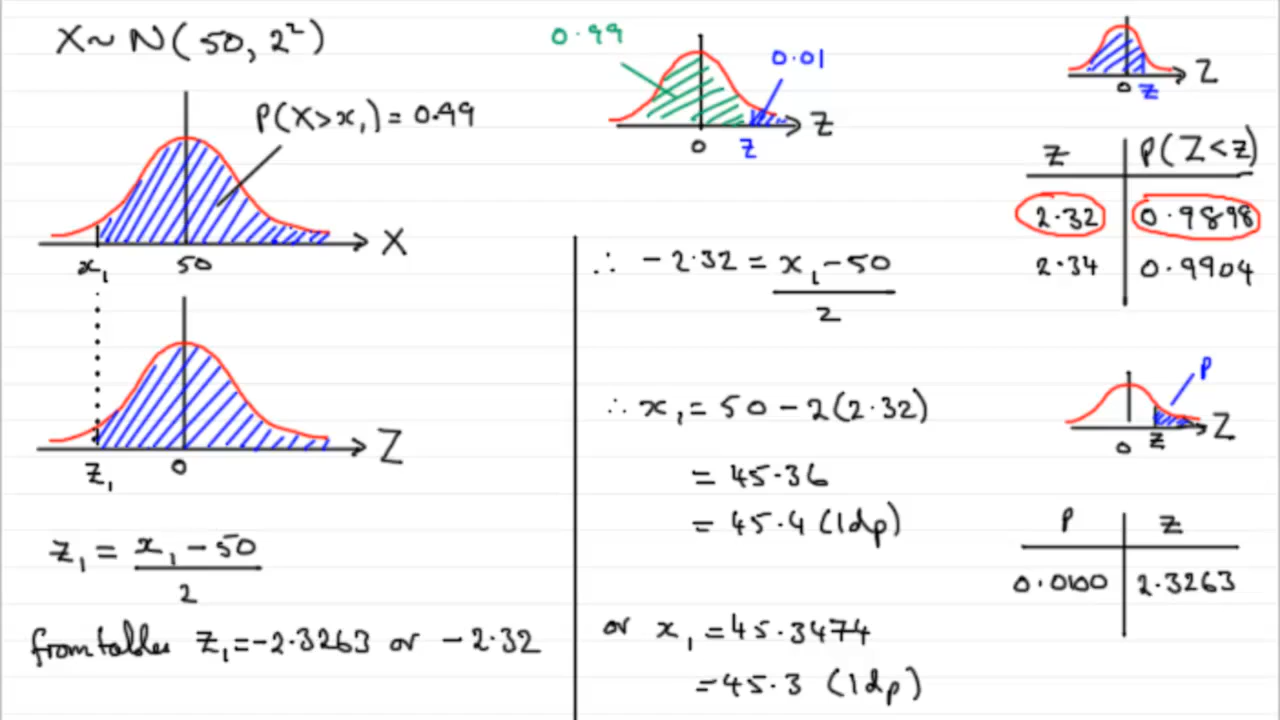 X ~ N(50, 2²)
P(X > x₁) = 0.99
x₁ 50 X
z₁ 0 Z
z₁ = (x₁ - 50)/2
from tables z₁ = -2.3263 or -2.32
0.99
0.01
0 z Z
∴ -2.32 = (x₁ - 50)/2
∴ x₁ = 50 - 2(2.32)
= 45.36
= 45.4 (1dp)
or x₁ = 45.3474
= 45.3 (1dp)
0 z Z
z P(Z<z)
2.32 0.9898
2.34 0.9904
P
0 z Z
P z
0.0100 2.3263